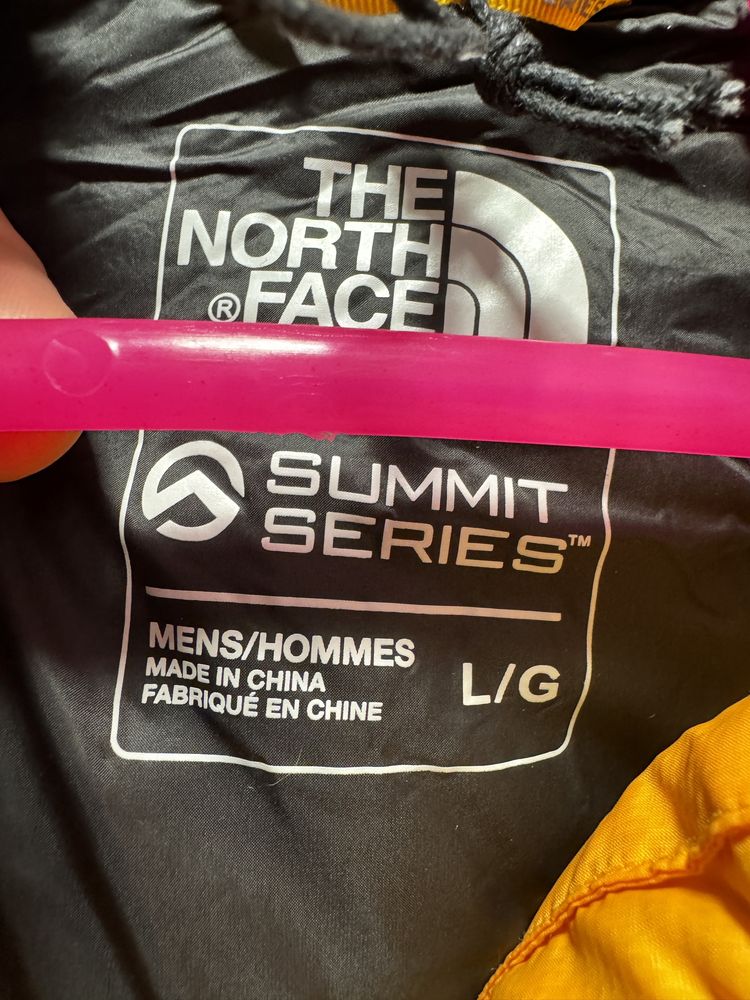 THE
NORTH
®FACE
SUMMIT
SERIES™
MENS/HOMMES
MADE IN CHINA
FABRIQUÉ EN CHINE
L/G